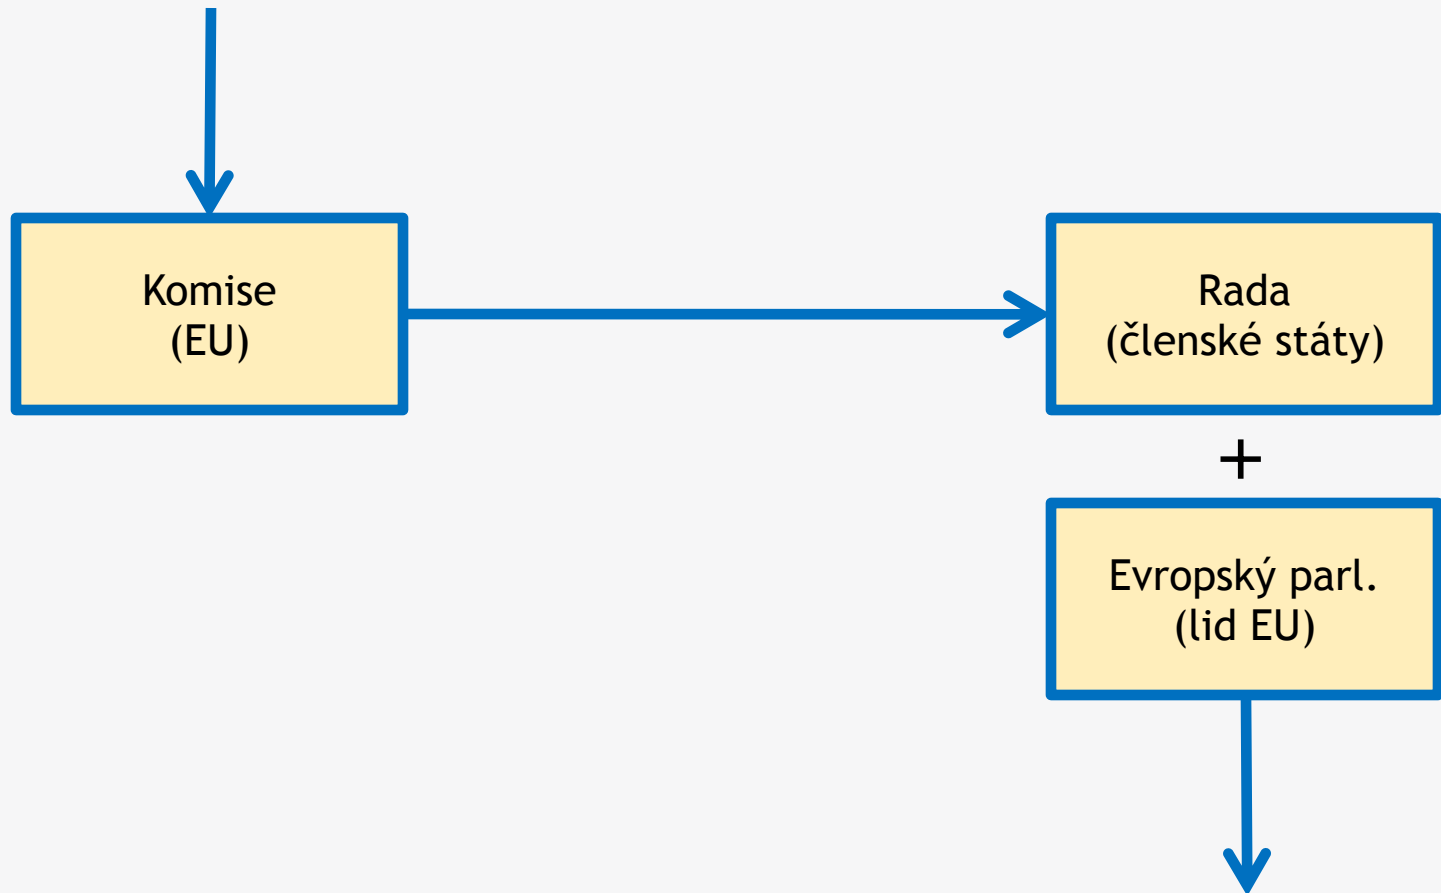 Komise
(EU)
Rada
(členské státy)
+
Evropský parl.
(lid EU)